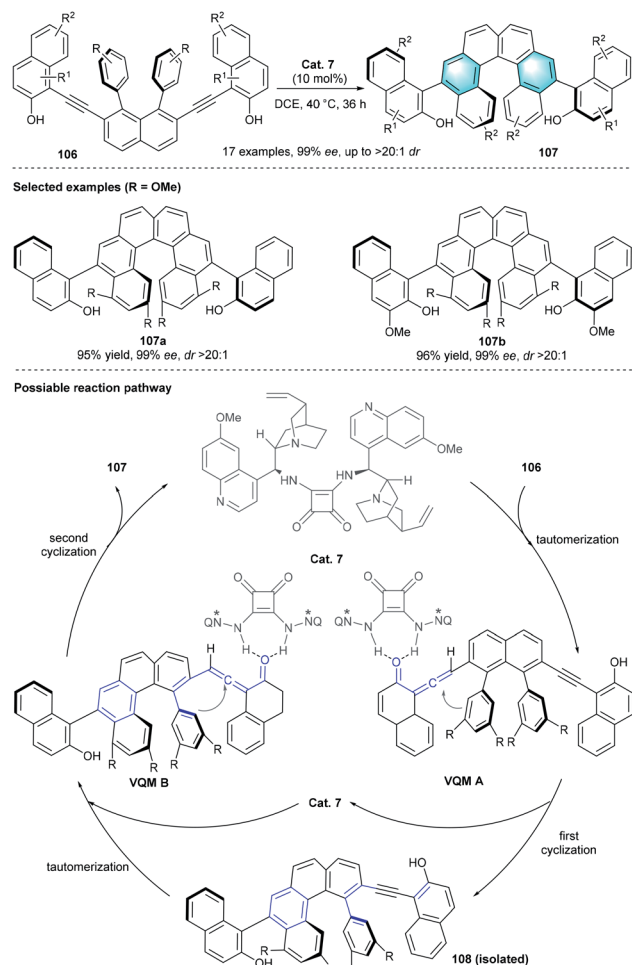 R²
R¹
OH
R
R
R²
R¹
OH
106
Cat. 7
(10 mol%)
DCE, 40 °C, 36 h
R²
R¹
OH
R²
R²
HO
R²
R¹
107
17 examples, 99% ee, up to >20:1 dr
Selected examples (R = OMe)
OH
R
R
R
R
HO
107a
95% yield, 99% ee, dr >20:1
OMe
OH
R
R
R
R
HO
OMe
107b
96% yield, 99% ee, dr >20:1
Possiable reaction pathway
OMe
H
N
N
HN
HN
O
O
N
OMe
H
N
Cat. 7
107
106
second
cyclization
tautomerization
O
O
*
QN
N
H
N
H
*
NQ
O
O
*
QN
N
H
N
H
*
NQ
OH
R
R
R
R
H
C
O
VQM B
O
C
H
R
R
R
R
HO
VQM A
Cat. 7
tautomerization
first
cyclization
OH
R
R
HO
108 (isolated)